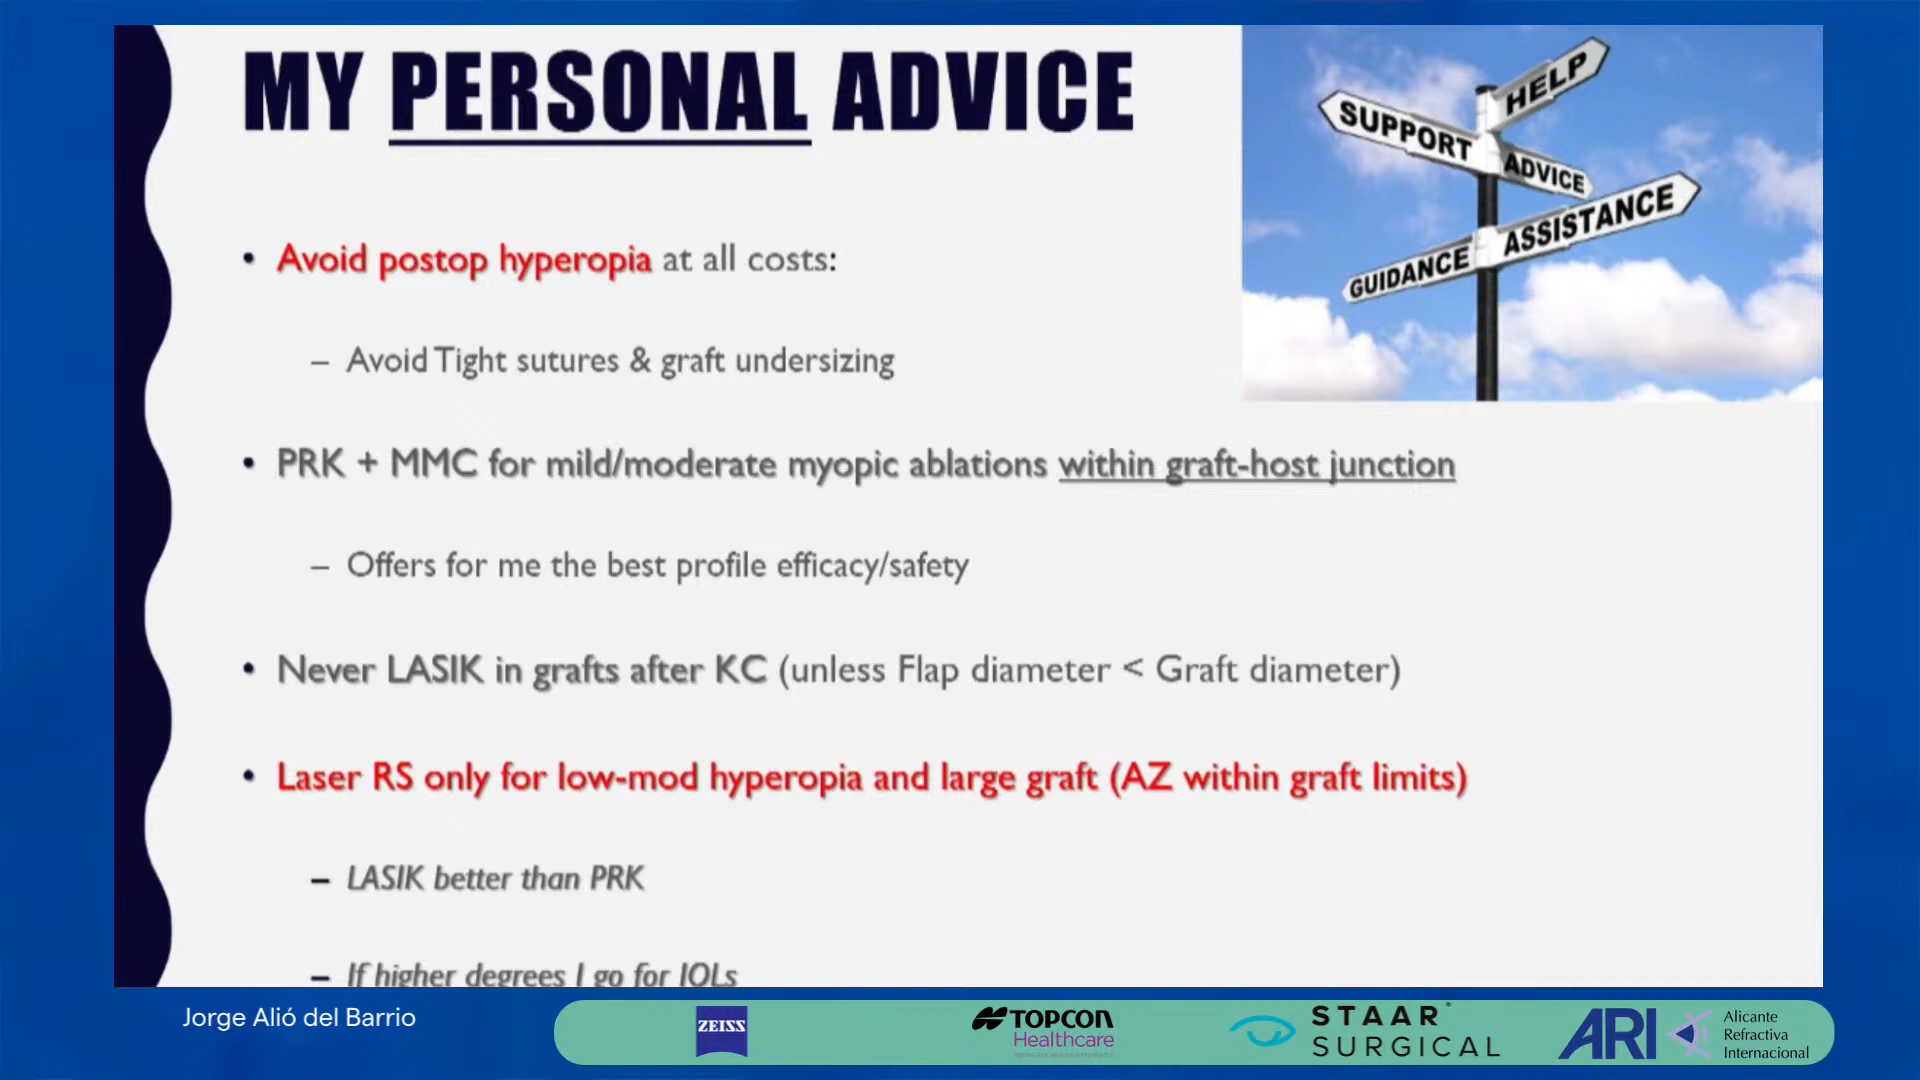 MY PERSONAL ADVICE
HELP
SUPPORT
ADVICE
ASSISTANCE
GUIDANCE
• Avoid postop hyperopia at all costs:
– Avoid Tight sutures & graft undersizing
• PRK + MMC for mild/moderate myopic ablations within graft-host junction
– Offers for me the best profile efficacy/safety
• Never LASIK in grafts after KC (unless Flap diameter < Graft diameter)
• Laser RS only for low-mod hyperopia and large graft (AZ within graft limits)
– LASIK better than PRK
– If higher degrees I go for IOLs
Jorge Alió del Barrio
ZEISS
TOPCON
Healthcare
STAAR
SURGICAL
ARI
Alicante
Refractiva
Internacional